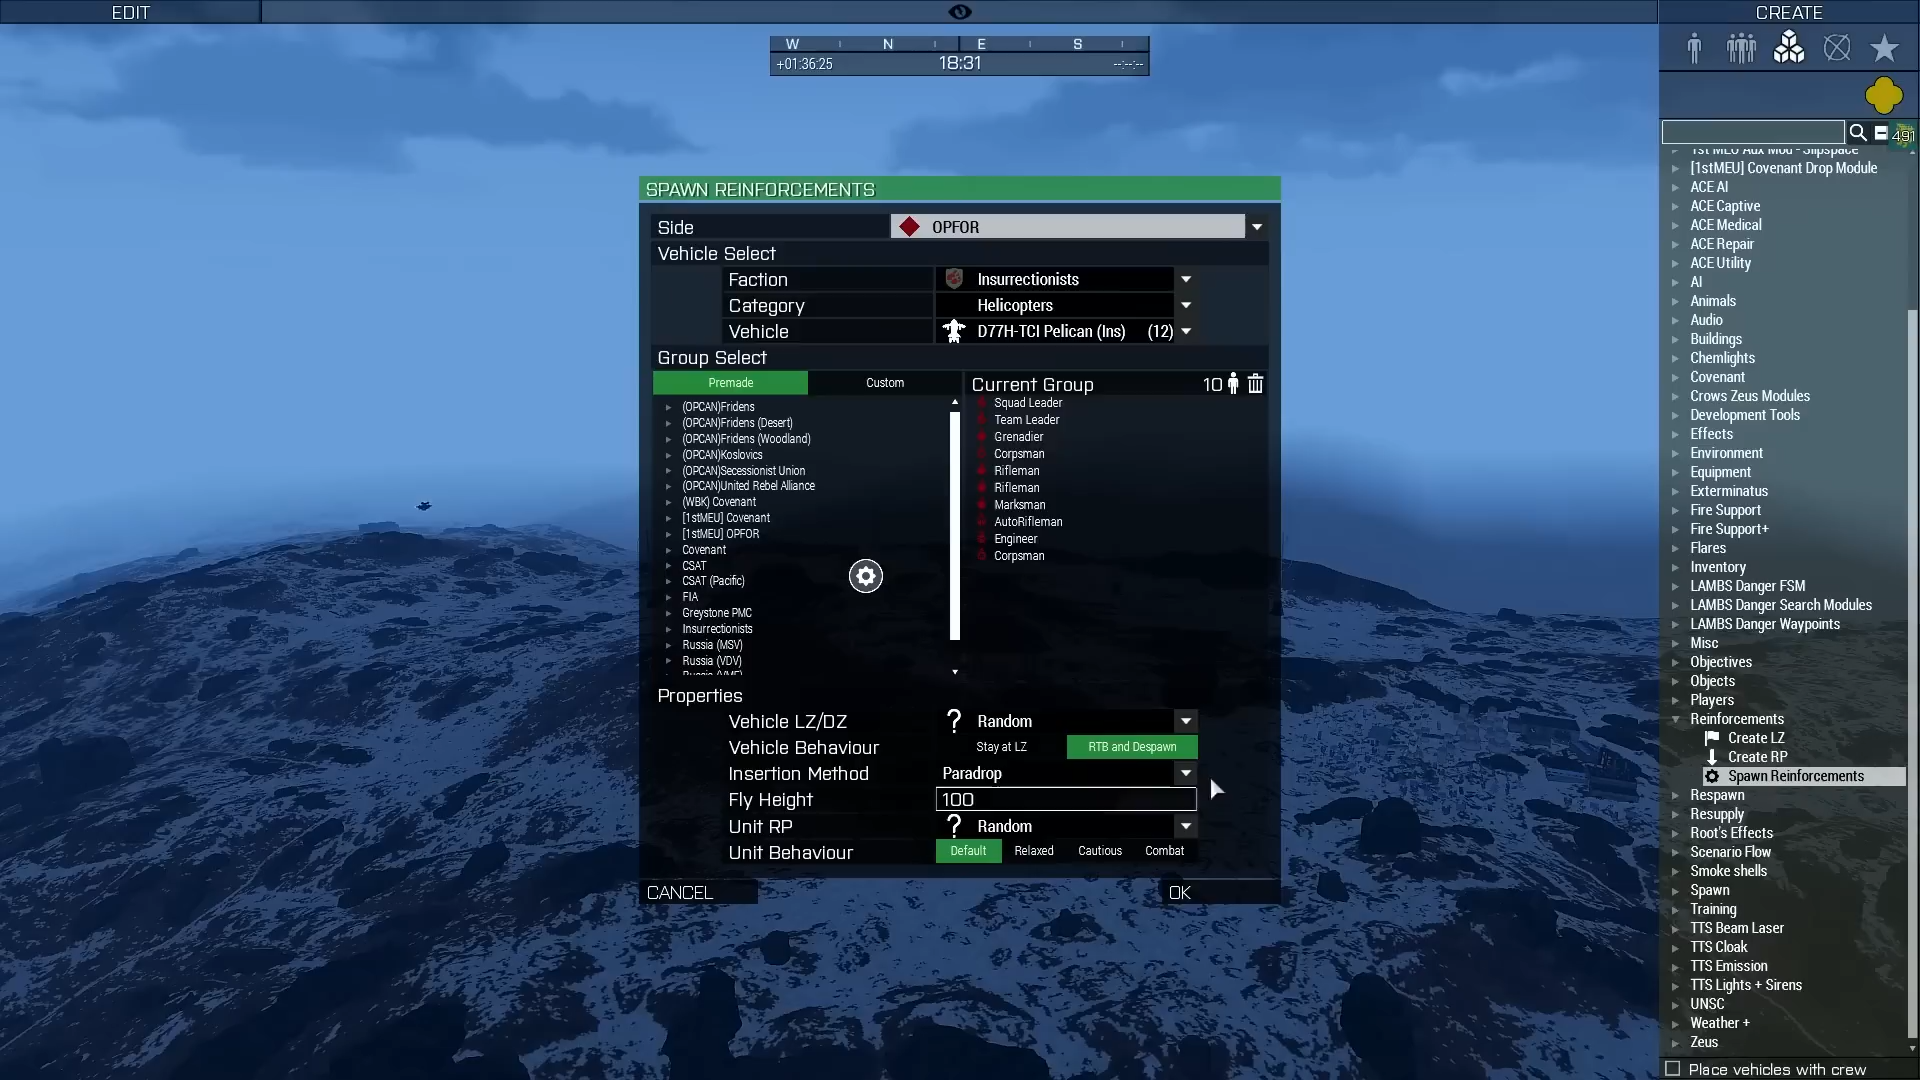 EDIT
CREATE
W N E S
+01:36:25 18:31 --:--:--
491
SPAWN REINFORCEMENTS
Side OPFOR
Vehicle Select
Faction Insurrectionists
Category Helicopters
Vehicle D77H-TCI Pelican (Ins) (12)
Group Select
Premade Custom
Current Group 10
(OPCAN)Fridens
(OPCAN)Fridens (Desert)
(OPCAN)Fridens (Woodland)
(OPCAN)Koslovics
(OPCAN)Secessionist Union
(OPCAN)United Rebel Alliance
(WBK) Covenant
[1stMEU] Covenant
[1stMEU] OPFOR
Covenant
CSAT
CSAT (Pacific)
FIA
Greystone PMC
Insurrectionists
Russia (MSV)
Russia (VDV)
Russia (VMF)
Squad Leader
Team Leader
Grenadier
Corpsman
Rifleman
Rifleman
Marksman
AutoRifleman
Engineer
Corpsman
Properties
Vehicle LZ/DZ ? Random
Vehicle Behaviour Stay at LZ RTB and Despawn
Insertion Method Paradrop
Fly Height 100
Unit RP ? Random
Unit Behaviour Default Relaxed Cautious Combat
CANCEL OK
1st MEU Aux Mod - Slipspace
[1stMEU] Covenant Drop Module
ACE AI
ACE Captive
ACE Medical
ACE Repair
ACE Utility
AI
Animals
Audio
Buildings
Chemlights
Covenant
Crows Zeus Modules
Development Tools
Effects
Environment
Equipment
Exterminatus
Fire Support
Fire Support+
Flares
Inventory
LAMBS Danger FSM
LAMBS Danger Search Modules
LAMBS Danger Waypoints
Misc
Objectives
Objects
Players
Reinforcements
Create LZ
Create RP
Spawn Reinforcements
Respawn
Resupply
Root's Effects
Scenario Flow
Smoke shells
Spawn
Training
TTS Beam Laser
TTS Cloak
TTS Emission
TTS Lights + Sirens
UNSC
Weather +
Zeus
Place vehicles with crew